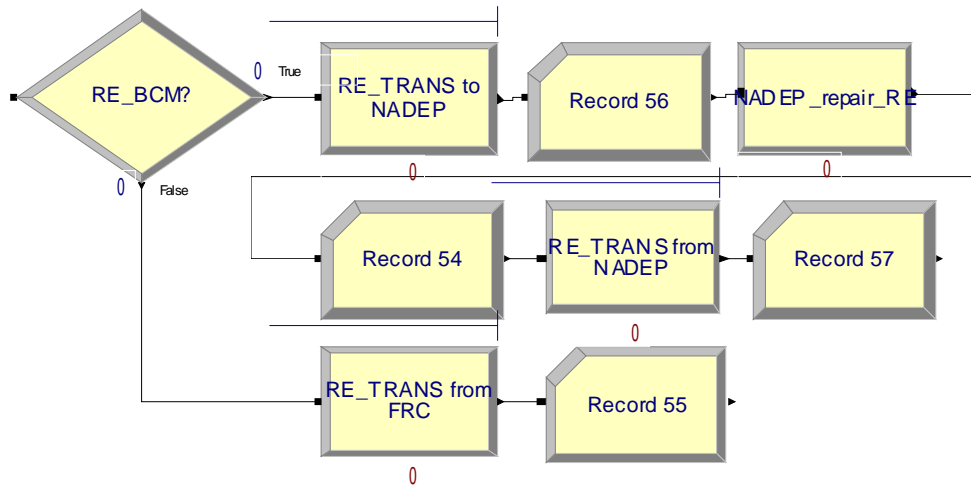 RE_BCM?
0
True
0
False
RE_TRANS to
NADEP
0
Record 56
NADEP_repair_RE
0
Record 54
RE_TRANS from
NADEP
0
Record 57
RE_TRANS from
FRC
0
Record 55